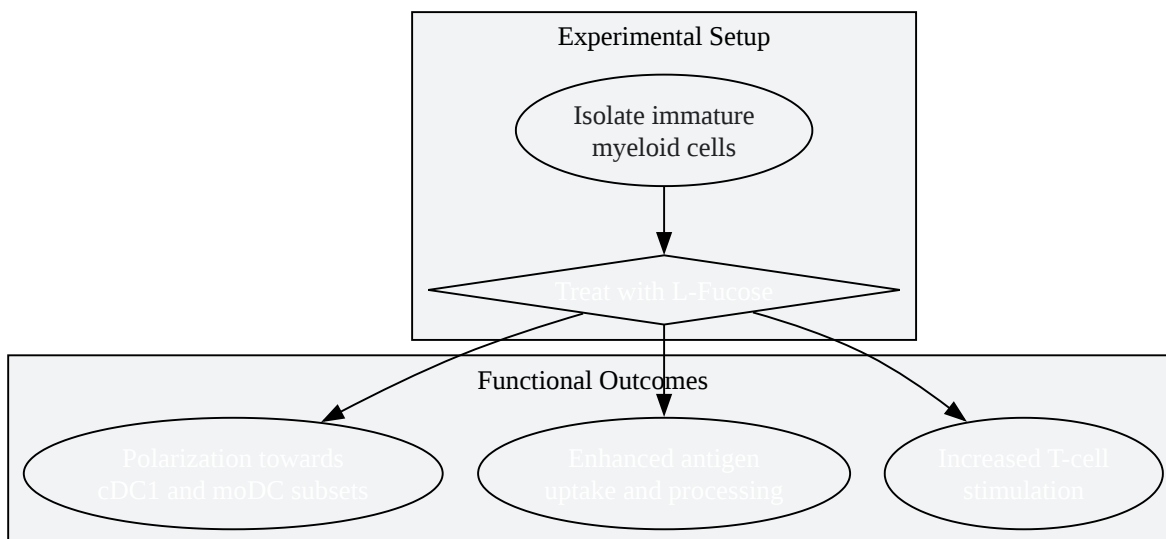 Experimental Setup
Isolate immature
myeloid cells
Treat with L-Fucose
Functional Outcomes
Polarization towards
cDC1 and moDC subsets
Enhanced antigen
uptake and processing
Increased T-cell
stimulation